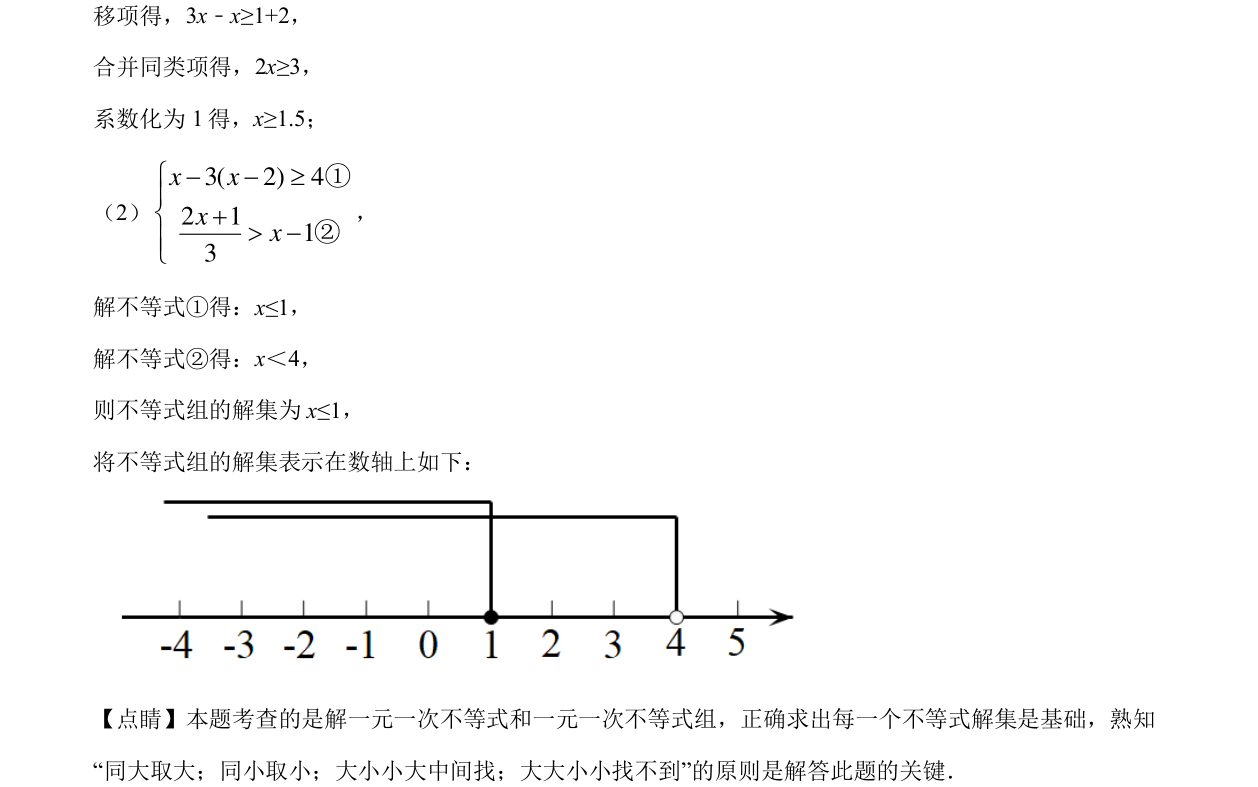 移项得，3x﹣x≥1+2，
合并同类项得，2x≥3，
系数化为 1 得，x≥1.5；
（2）{x－3(x－2)≥4①
(2x+1)/3＞x－1②，
解不等式①得：x≤1，
解不等式②得：x＜4，
则不等式组的解集为 x≤1，
将不等式组的解集表示在数轴上如下：
-4 -3 -2 -1 0 1 2 3 4 5
【点睛】本题考查的是解一元一次不等式和一元一次不等式组，正确求出每一个不等式解集是基础，熟知
“同大取大；同小取小；大小小大中间找；大大小小找不到”的原则是解答此题的关键．